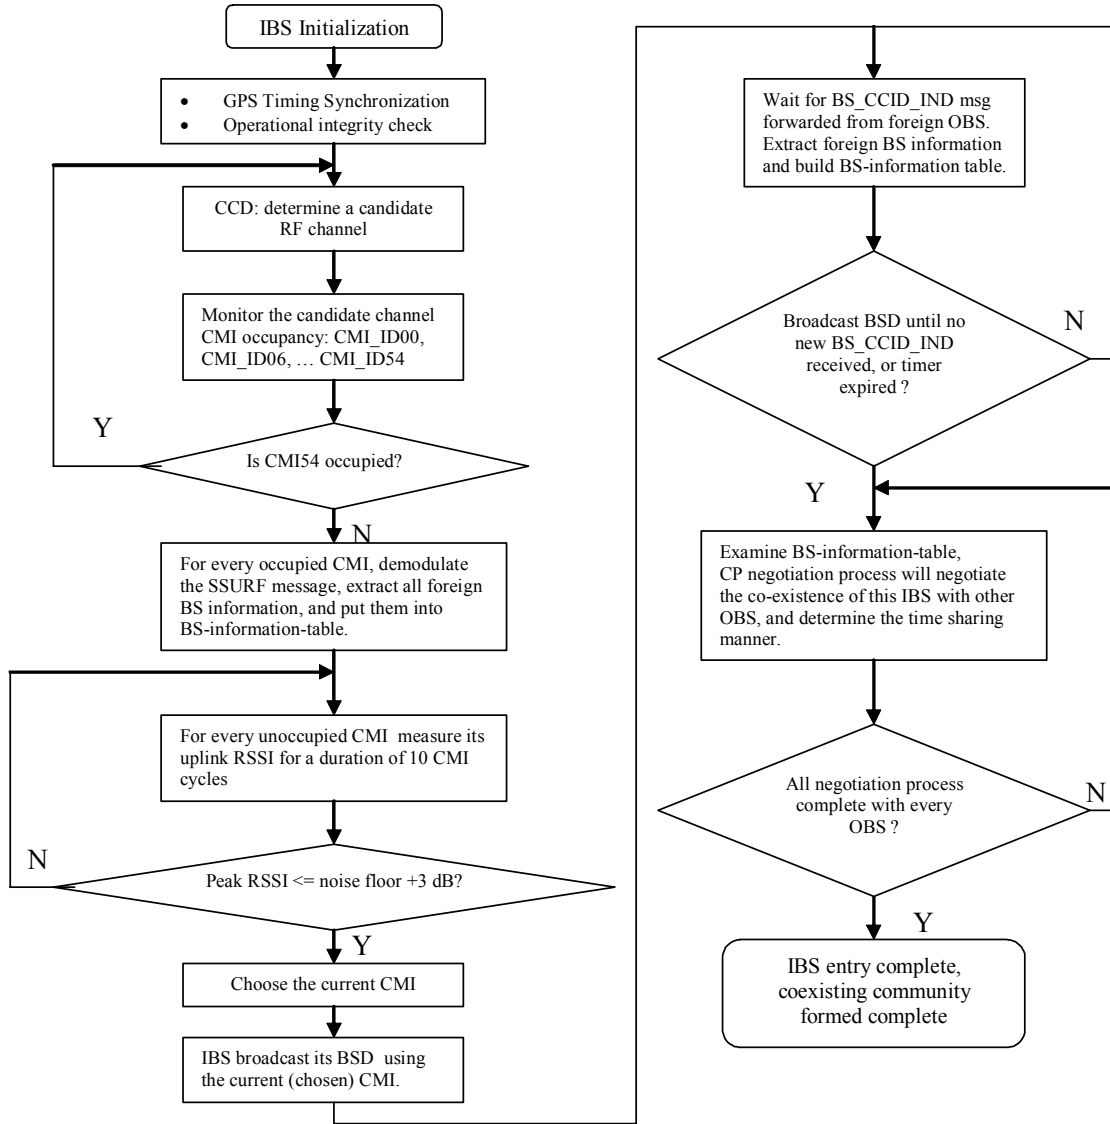 IBS Initialization
• GPS Timing Synchronization
• Operational integrity check
CCD: determine a candidate
RF channel
Monitor the candidate channel
CMI occupancy: CMI_ID00,
CMI_ID06, … CMI_ID54
Y
Is CMI54 occupied?
N
For every occupied CMI, demodulate
the SSURF message, extract all foreign
BS information, and put them into
BS-information-table.
For every unoccupied CMI measure its
uplink RSSI for a duration of 10 CMI
cycles
N
Peak RSSI <= noise floor +3 dB?
Y
Choose the current CMI
IBS broadcast its BSD using
the current (chosen) CMI.
Wait for BS_CCID_IND msg
forwarded from foreign OBS.
Extract foreign BS information
and build BS-information table.
N
Broadcast BSD until no
new BS_CCID_IND
received, or timer
expired ?
Y
Examine BS-information-table,
CP negotiation process will negotiate
the co-existence of this IBS with other
OBS, and determine the time sharing
manner.
All negotiation process
complete with every
OBS ?
N
Y
IBS entry complete,
coexisting community
formed complete